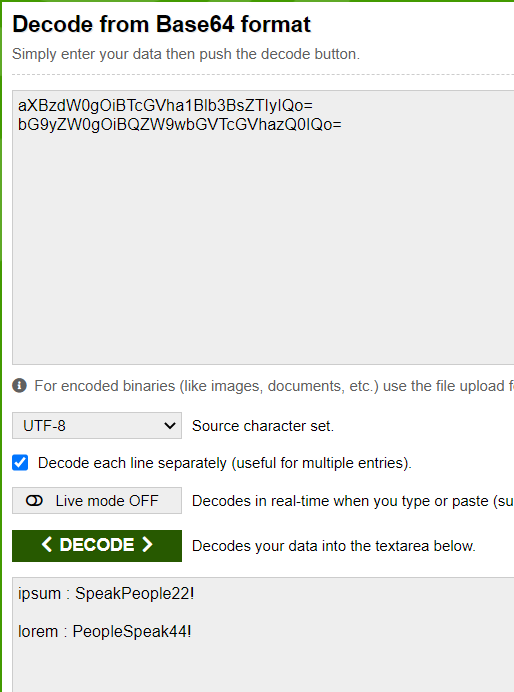 Decode from Base64 format
Simply enter your data then push the decode button.
aXBzdW0gOiBTcGVha1Blb3BsZTIyIQo=
bG9yZW0gOiBQZW9wbGVTcGVhazQ0IQo=
For encoded binaries (like images, documents, etc.) use the file upload f
UTF-8 Source character set.
Decode each line separately (useful for multiple entries).
Live mode OFF Decodes in real-time when you type or paste (su
DECODE Decodes your data into the textarea below.
ipsum : SpeakPeople22!
lorem : PeopleSpeak44!